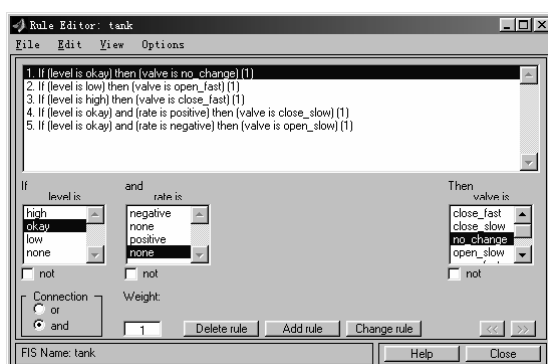 Rule Editor: tank
File Edit View Options
1. If (level is okay) then (valve is no_change) (1)
2. If (level is low) then (valve is open_fast) (1)
3. If (level is high) then (valve is close_fast) (1)
4. If (level is okay) and (rate is positive) then (valve is close_slow) (1)
5. If (level is okay) and (rate is negative) then (valve is open_slow) (1)
If and Then
level is rate is valve is
high negative close_fast
okay none close_slow
low positive no_change
none none open_slow
not not not
Connection Weight:
or
and 1 Delete rule Add rule Change rule << >>
FIS Name: tank Help Close